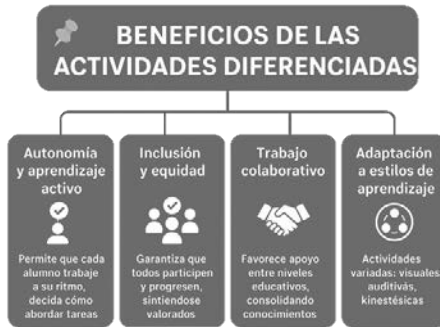 BENEFICIOS DE LAS
ACTIVIDADES DIFERENCIADAS
Autonomía
y aprendizaje
activo
Permite que cada
alumno trabaje
a su ritmo,
decida cómo
abordar tareas
Inclusión
y equidad
Garantiza que
todos participen
y progresen,
sintiendose
valorados
Trabajo
colaborativo
Favorece apoyo
entre niveles
educativos,
consolidando
conocimientos
Adaptación
a estilos de
aprendizaje
Actividades
variadas: visuales,
auditivás,
kinestésicas